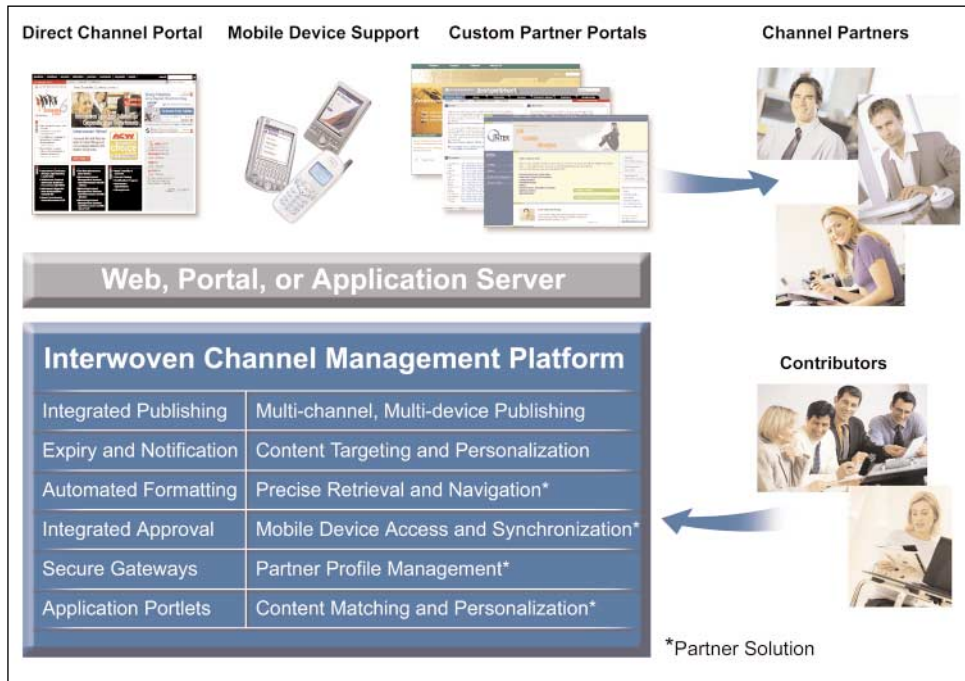 Direct Channel Portal
Mobile Device Support
Custom Partner Portals
Channel Partners
Web, Portal, or Application Server
Interwoven Channel Management Platform
Integrated Publishing
Multi-channel, Multi-device Publishing
Expiry and Notification
Content Targeting and Personalization
Automated Formatting
Precise Retrieval and Navigation*
Integrated Approval
Mobile Device Access and Synchronization*
Secure Gateways
Partner Profile Management*
Application Portlets
Content Matching and Personalization*
Contributors
*Partner Solution